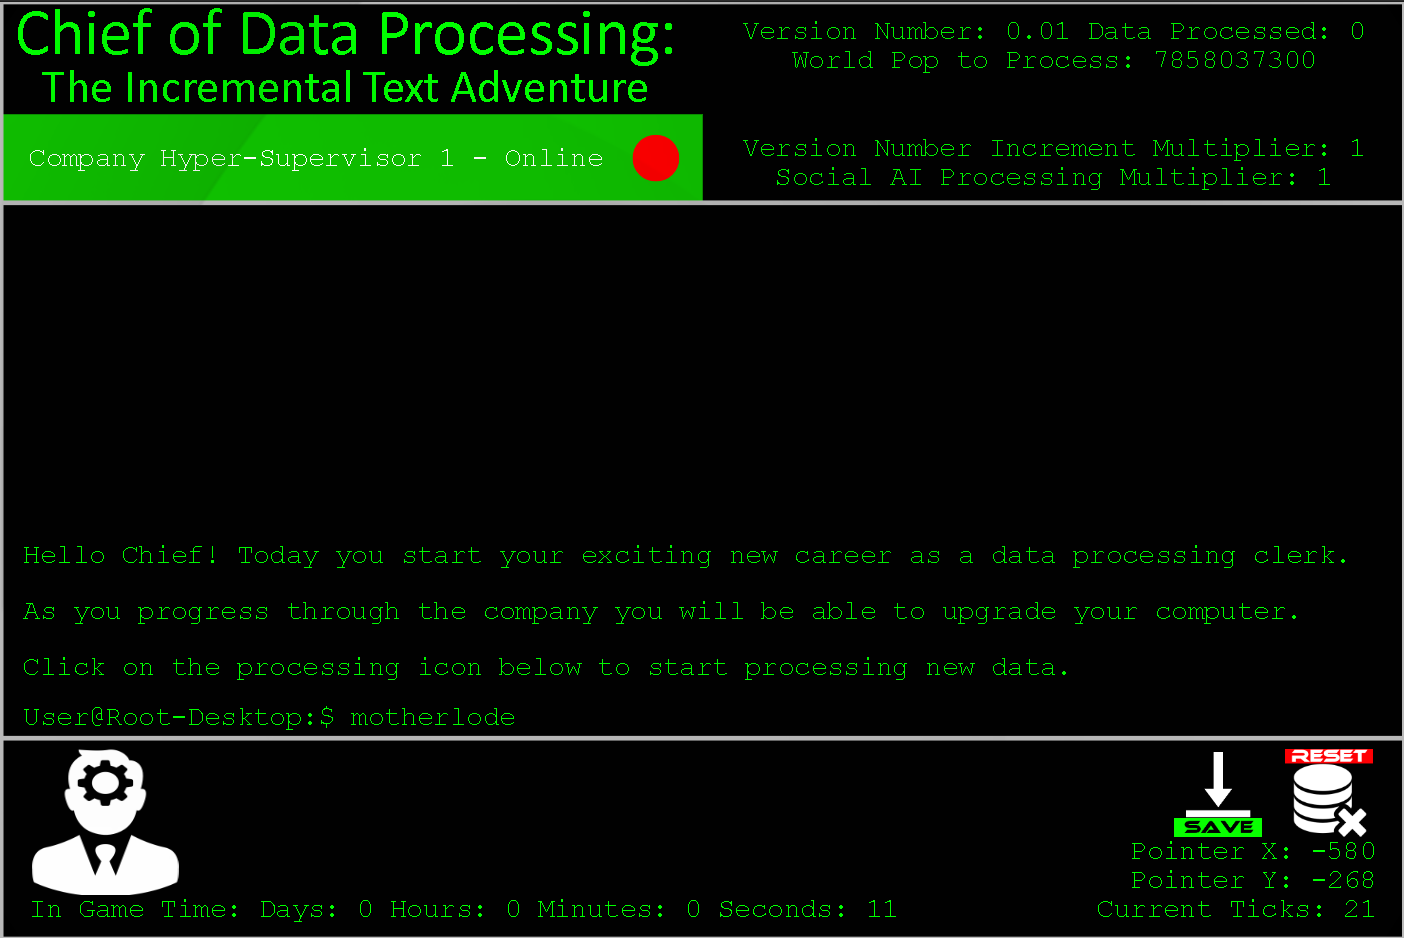 Chief of Data Processing:
The Incremental Text Adventure
Version Number: 0.01 Data Processed: 0
World Pop to Process: 7858037300
Company Hyper-Supervisor 1 - Online
Version Number Increment Multiplier: 1
Social AI Processing Multiplier: 1
Hello Chief! Today you start your exciting new career as a data processing clerk.
As you progress through the company you will be able to upgrade your computer.
Click on the processing icon below to start processing new data.
User@Root-Desktop:$ motherlode
SAVE
RESET
Pointer X: -580
Pointer Y: -268
In Game Time: Days: 0 Hours: 0 Minutes: 0 Seconds: 11
Current Ticks: 21